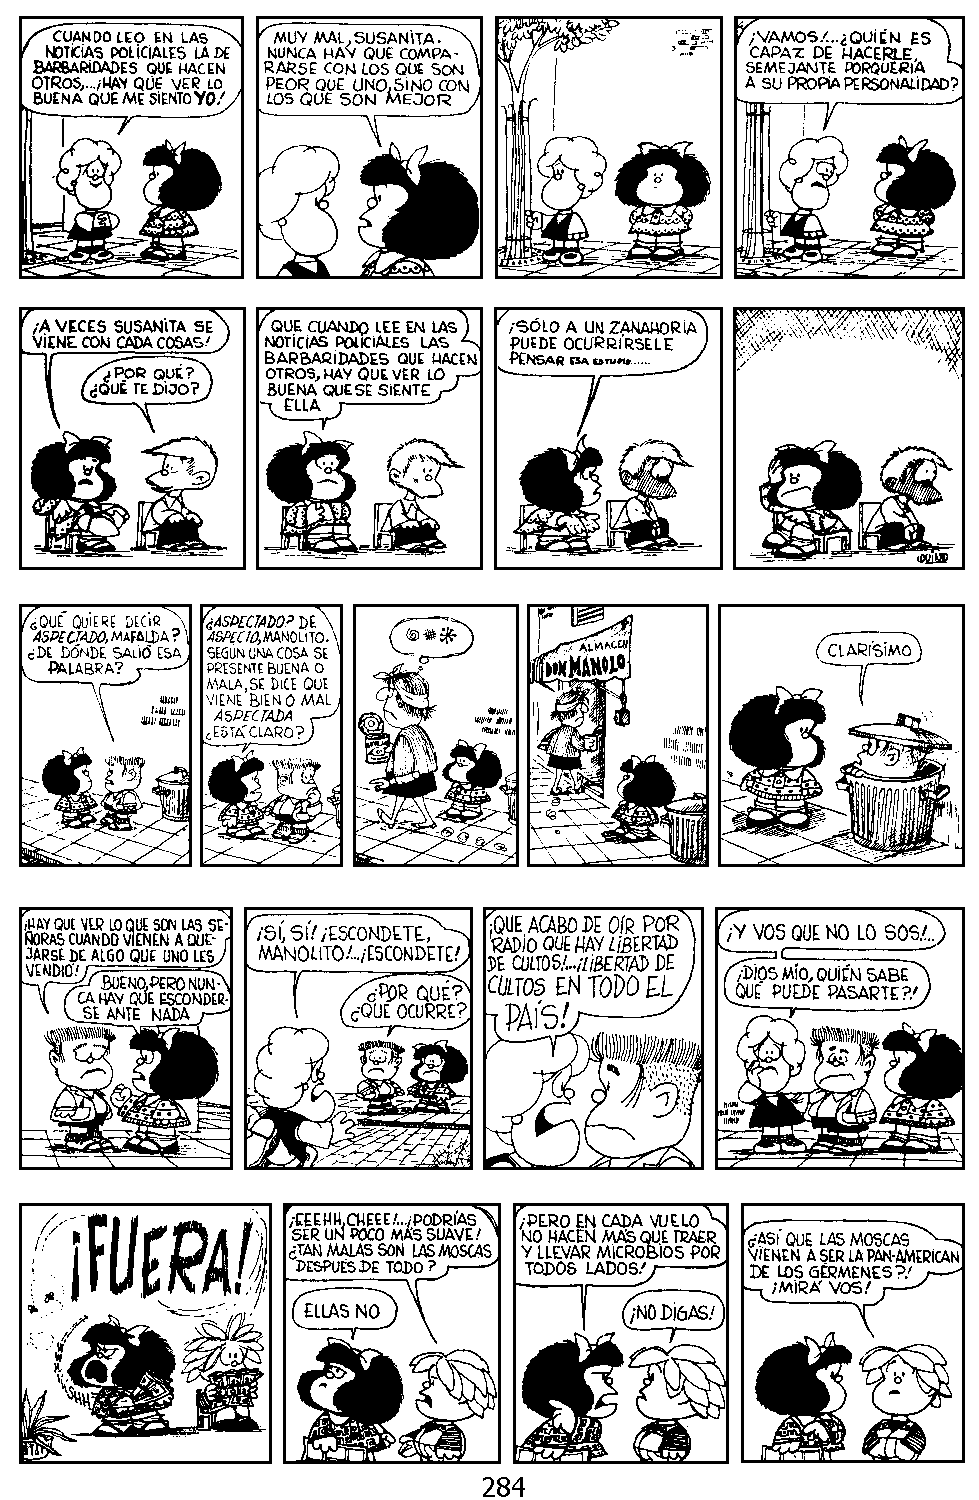 CUANDO LEO EN LAS
NOTICIAS POLICIALES LA DE
BARBARIDADES QUE HACEN
OTROS,...¡HAY QUE VER LO
BUENA QUE ME SIENTO YO!
MUY MAL, SUSANITA.
NUNCA HAY QUE COMPA-
RARSE CON LOS QUE SON
PEOR QUE UNO, SINO CON
LOS QUE SON MEJOR
¡VAMOS!...¿QUIÉN ES
CAPAZ DE HACERLE
SEMEJANTE PORQUERÍA
A SU PROPIA PERSONALIDAD?
¡A VECES SUSANITA SE
VIENE CON CADA COSAS!
¿POR QUÉ?
¿QUÉ TE DIJO?
QUE CUANDO LEE EN LAS
NOTICIAS POLICIALES LAS
BARBARIDADES QUE HACEN
OTROS, HAY QUE VER LO
BUENA QUE SE SIENTE
ELLA
¡SÓLO A UN ZANAHORIA
PUEDE OCURRÍRSELE
PENSAR ESA ESTUPID.....
QUINO
¿QUÉ QUIERE DECIR
ASPECTADO, MAFALDA?
¿DE DÓNDE SALIÓ ESA
PALABRA?
¿ASPECTADO? DE
ASPECTO, MANOLITO.
SEGÚN UNA COSA SE
PRESENTE BUENA O
MALA, SE DICE QUE
VIENE BIEN O MAL
ASPECTADA
¿ESTÁ CLARO?
ALMACEN
DON MANOLO
CLARÍSIMO
¡HAY QUE VER LO QUE SON LAS SE-
ÑORAS CUANDO VIENEN A QUE-
JARSE DE ALGO QUE UNO LES
VENDIÓ!
BUENO, PERO NUN-
CA HAY QUE ESCONDER-
SE ANTE NADA
¡SÍ, SÍ! ¡ESCONDETE,
MANOLITO!...¡ESCONDETE!
¿POR QUÉ?
¿QUÉ OCURRE?
¡QUE ACABO DE OÍR POR
RADIO QUE HAY LIBERTAD
DE CULTOS!...¡LIBERTAD DE
CULTOS EN TODO EL
PAÍS!
¡Y VOS QUE NO LO SOS!..
¡DIOS MÍO, QUIÉN SABE
QUÉ PUEDE PASARTE?!
¡FUERA!
¡EEEHH, CHEEE!...¡PODRÍAS
SER UN POCO MÁS SUAVE!
¿TAN MALAS SON LAS MOSCAS
DESPUÉS DE TODO?
ELLAS NO
¡PERO EN CADA VUELO
NO HACEN MÁS QUE TRAER
Y LLEVAR MICROBIOS POR
TODOS LADOS!
¡NO DIGAS!
¿ASÍ QUE LAS MOSCAS
VIENEN A SER LA PAN-AMERICAN
DE LOS GÉRMENES?!
¡MIRÁ VOS!
284